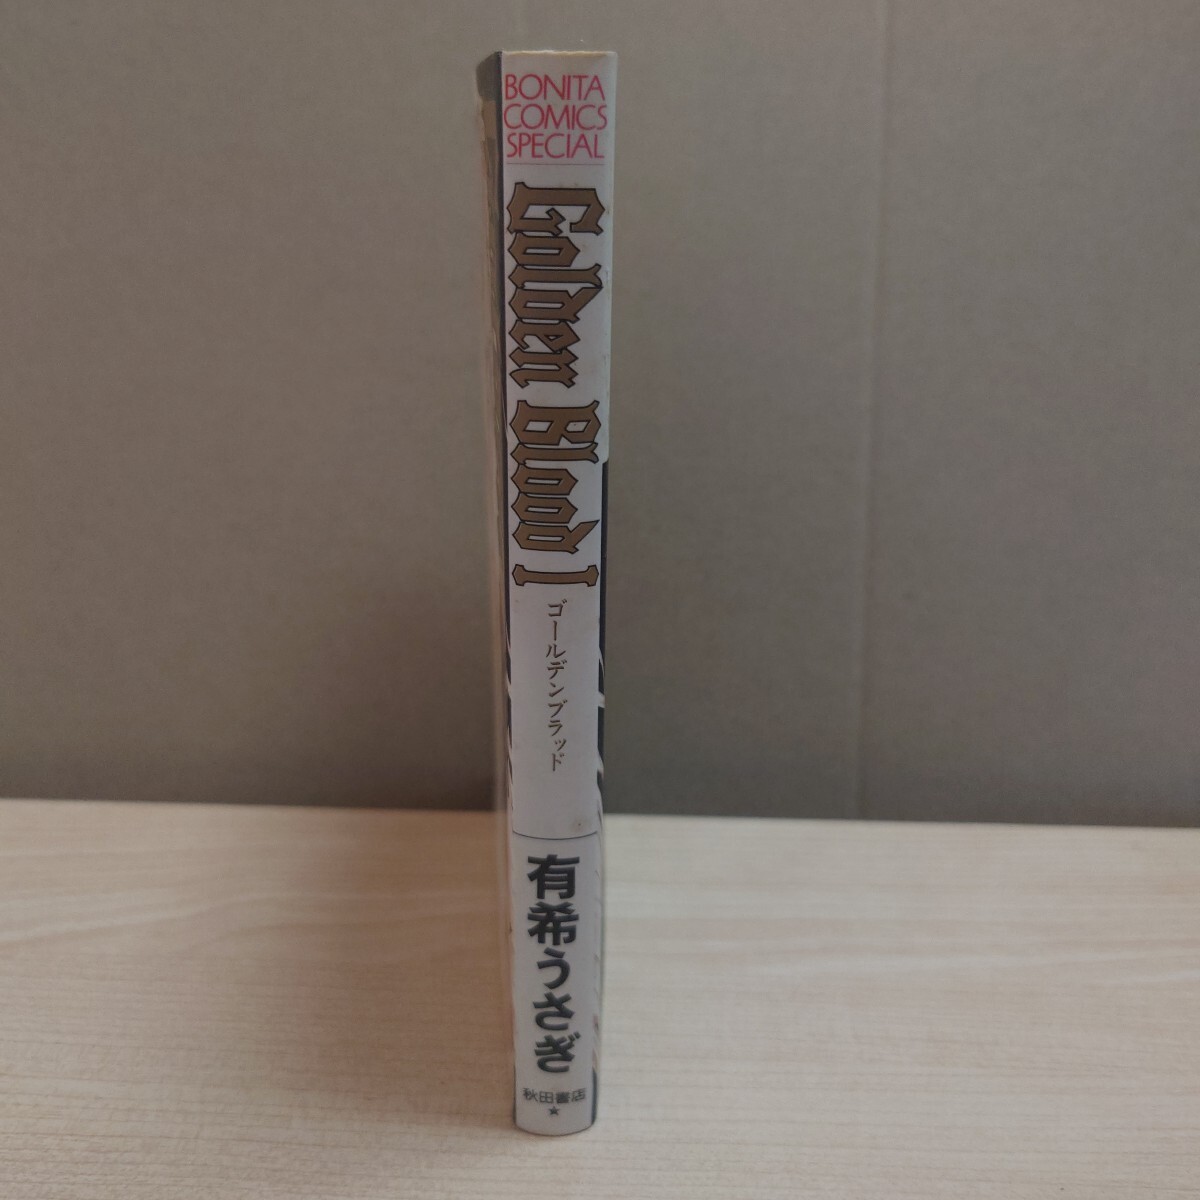 BONITA
COMICS
SPECIAL
Golden Blood I
ゴールデンブラッド
有希うさぎ
秋田書店
★